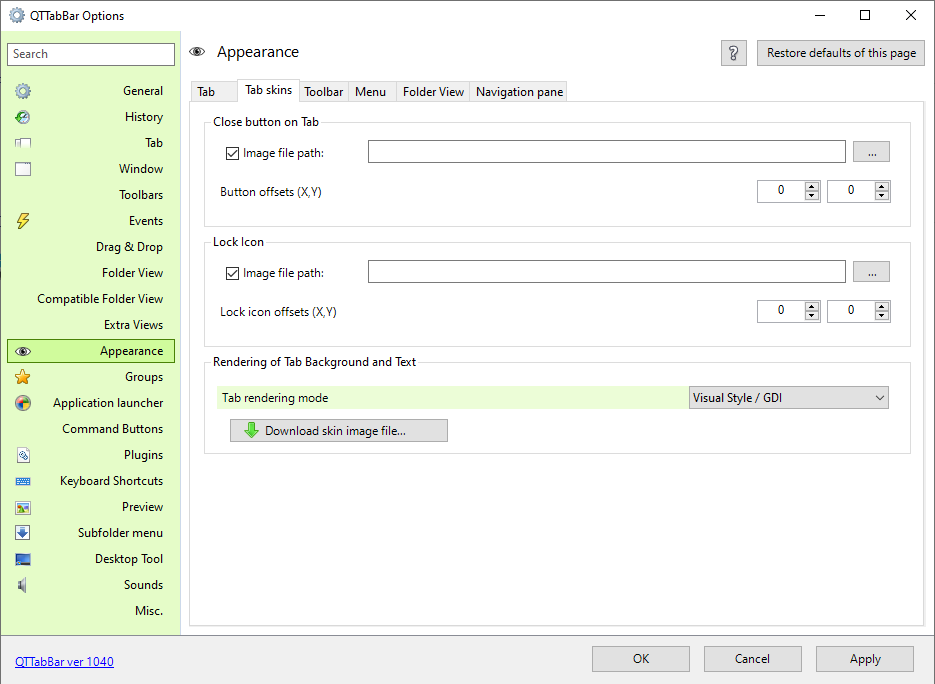 QTTabBar Options
Search
General
History
Tab
Window
Toolbars
Events
Drag & Drop
Folder View
Compatible Folder View
Extra Views
Appearance
Groups
Application launcher
Command Buttons
Plugins
Keyboard Shortcuts
Preview
Subfolder menu
Desktop Tool
Sounds
Misc.
Appearance
? Restore defaults of this page
Tab Tab skins Toolbar Menu Folder View Navigation pane
Close button on Tab
Image file path: ...
Button offsets (X,Y) 0 0
Lock Icon
Image file path: ...
Lock icon offsets (X,Y) 0 0
Rendering of Tab Background and Text
Tab rendering mode Visual Style / GDI
Download skin image file...
QTTabBar ver 1040 OK Cancel Apply